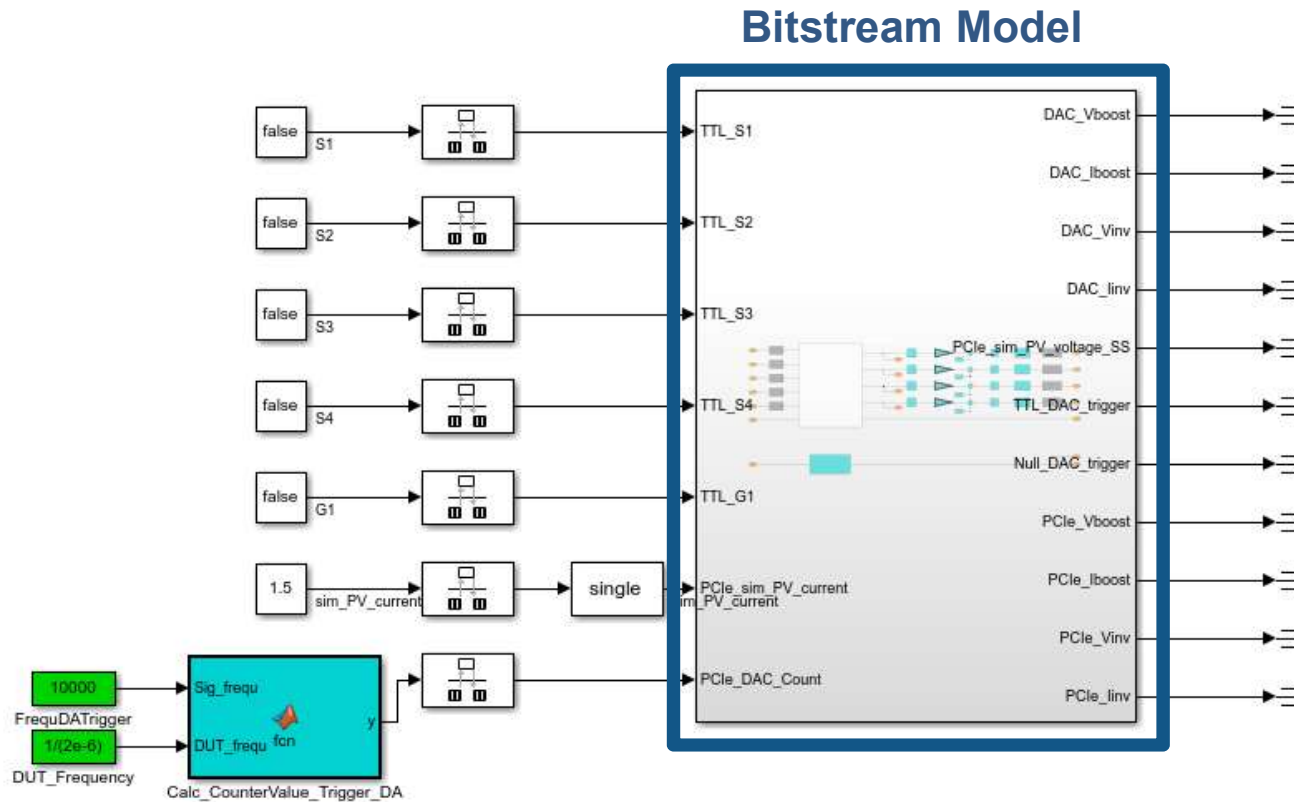 Bitstream Model
false
S1
TTL_S1
DAC_Vboost
DAC_Iboost
false
S2
TTL_S2
DAC_Vinv
DAC_Iinv
false
S3
TTL_S3
PCIe_sim_PV_voltage_SS
false
S4
TTL_S4
TTL_DAC_trigger
Null_DAC_trigger
false
G1
TTL_G1
PCIe_Vboost
1.5
sim_PV_current
single
im_PV_current
PCIe_sim_PV_current
PCIe_Iboost
PCIe_Vinv
PCIe_DAC_Count
PCIe_Iinv
10000
FrequDATrigger
1/(2e-6)
DUT_Frequency
Sig_frequ
DUT_frequ
fcn
y
Calc_CounterValue_Trigger_DA